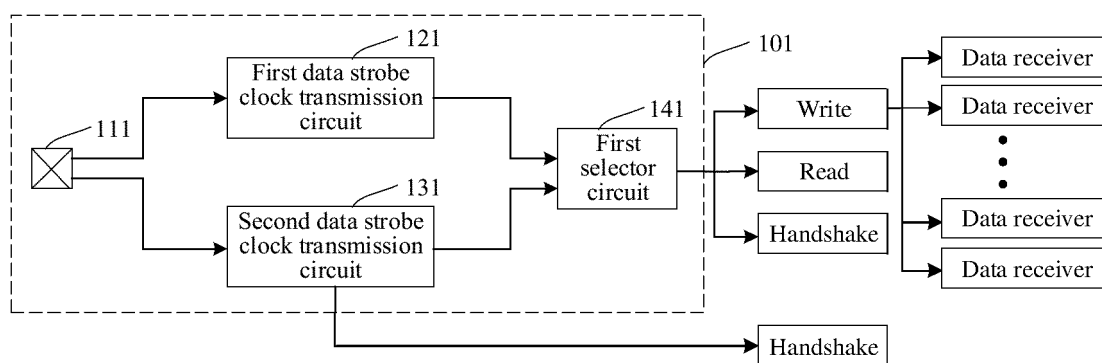 121
First data strobe
clock transmission
circuit
101
111
141
First
selector
circuit
131
Second data strobe
clock transmission
circuit
Write
Read
Handshake
Handshake
Data receiver
Data receiver
Data receiver
Data receiver